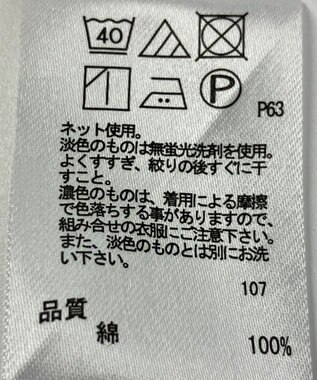 40
P
P63
ネット使用。
淡色のものは無蛍光洗剤を使用。
よくすすぎ、絞りの後すぐに干
すこと。
濃色のものは、着用による摩擦
で色落ちする事がありますので、
組み合せの衣服にご注意下さい。
また、淡色のものとは別にお洗
い下さい。
107
品質
綿 100%